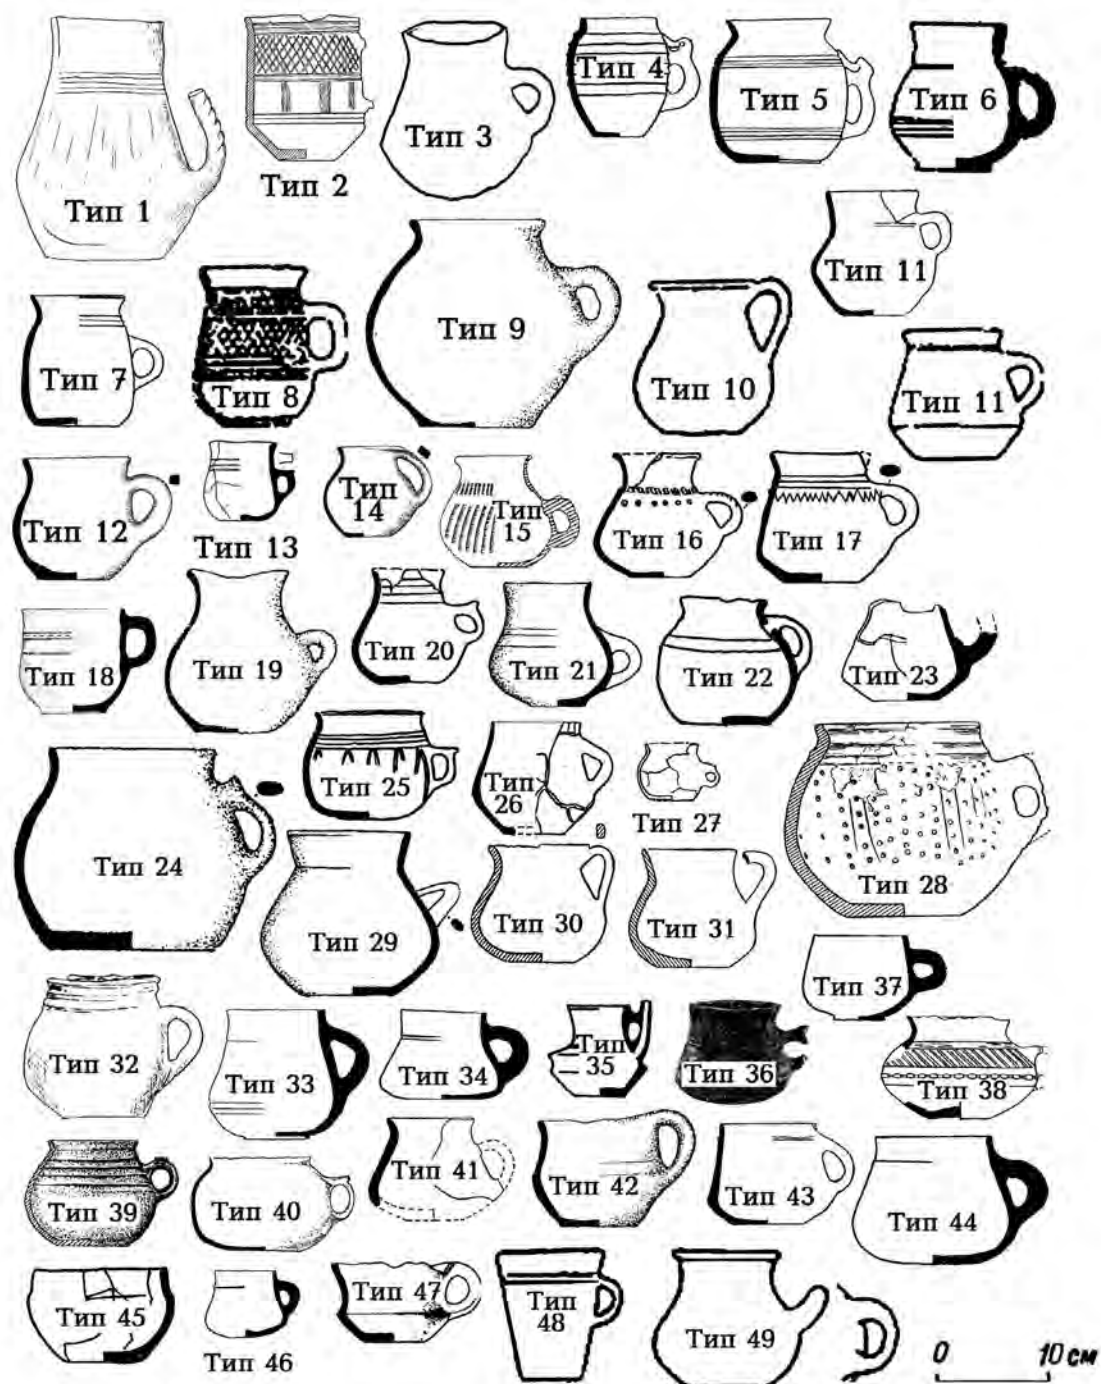 Тип 1
Тип 2
Тип 3
Тип 4
Тип 5
Тип 6
Тип 7
Тип 8
Тип 9
Тип 10
Тип 11
Тип 11
Тип 12
Тип 13
Тип
14
Тип
15
Тип 16
Тип 17
Тип 18
Тип 19
Тип 20
Тип 21
Тип 22
Тип 23
Тип 24
Тип 25
Тип
26
Тип 27
Тип 28
Тип 29
Тип 30
Тип 31
Тип 32
Тип 33
Тип 34
Тип
35
Тип 36
Тип 37
Тип 38
Тип 39
Тип 40
Тип 41
Тип 42
Тип 43
Тип 44
Тип 45
Тип 46
Тип 47
Тип
48
Тип 49
0 10 см